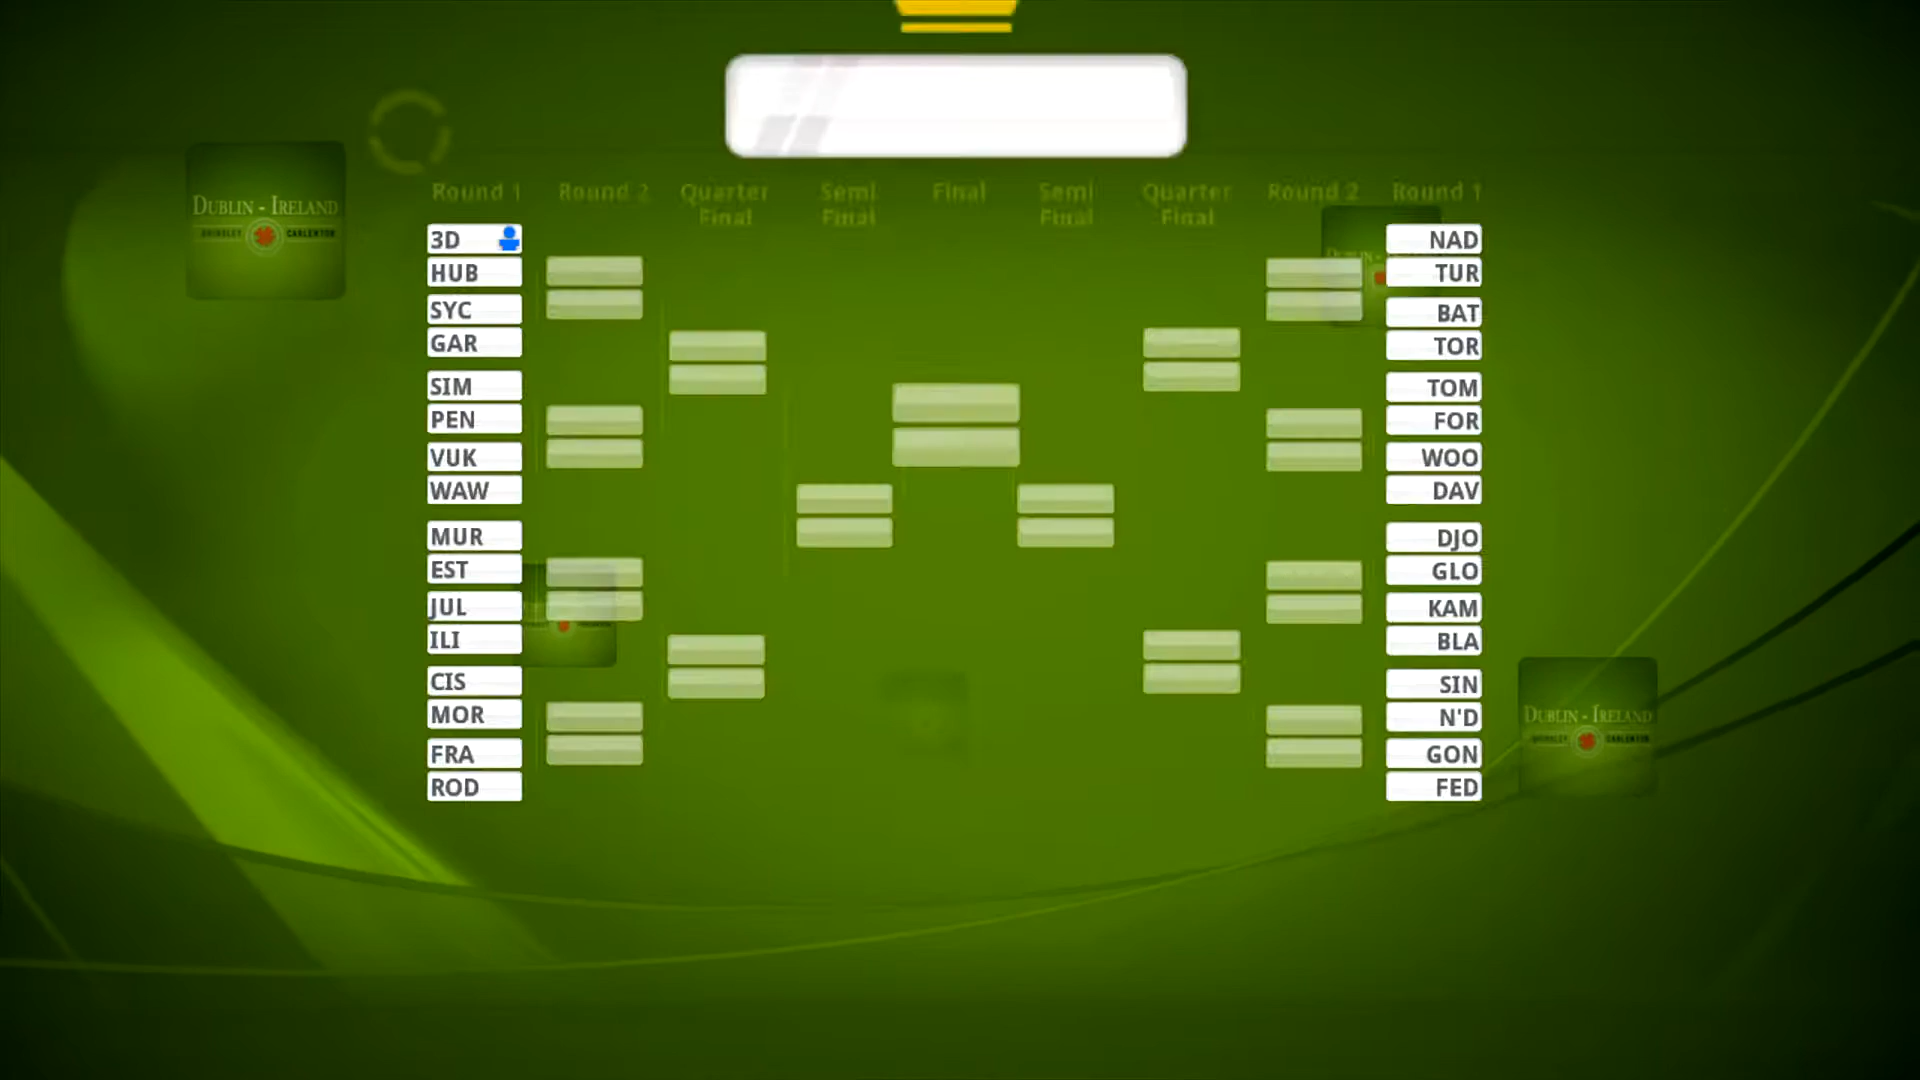 Round 1
Round 2
Quarter Final
Semi Final
Final
Semi Final
Quarter Final
Round 2
Round 1
DUBLIN - IRELAND
3D
HUB
SYC
GAR
SIM
PEN
VUK
WAW
MUR
EST
JUL
ILI
CIS
MOR
FRA
ROD
NAD
TUR
BAT
TOR
TOM
FOR
WOO
DAV
DJO
GLO
KAM
BLA
SIN
N'D
GON
FED
DUBLIN - IRELAND